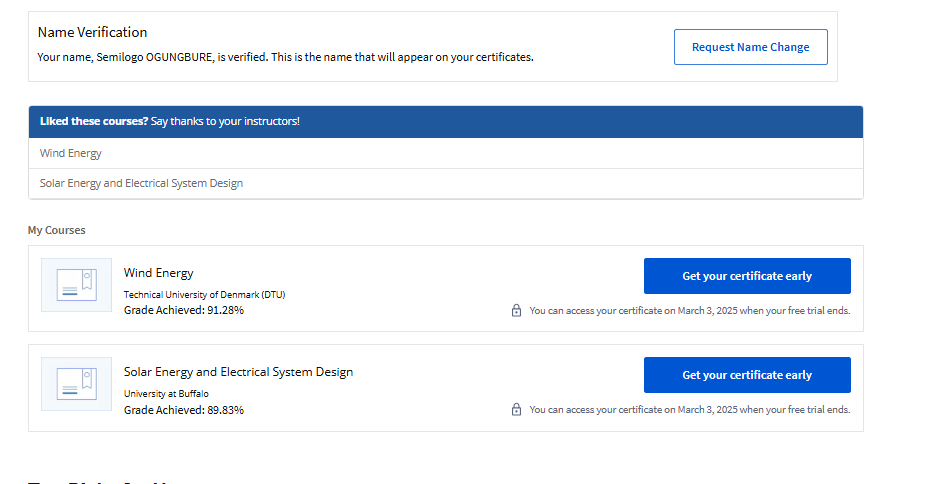 Name Verification
Your name, Semilogo OGUNGBURE, is verified. This is the name that will appear on your certificates.
Request Name Change
Liked these courses? Say thanks to your instructors!
Wind Energy
Solar Energy and Electrical System Design
My Courses
Wind Energy
Technical University of Denmark (DTU)
Grade Achieved: 91.28%
Get your certificate early
You can access your certificate on March 3, 2025 when your free trial ends.
Solar Energy and Electrical System Design
University at Buffalo
Grade Achieved: 89.83%
Get your certificate early
You can access your certificate on March 3, 2025 when your free trial ends.